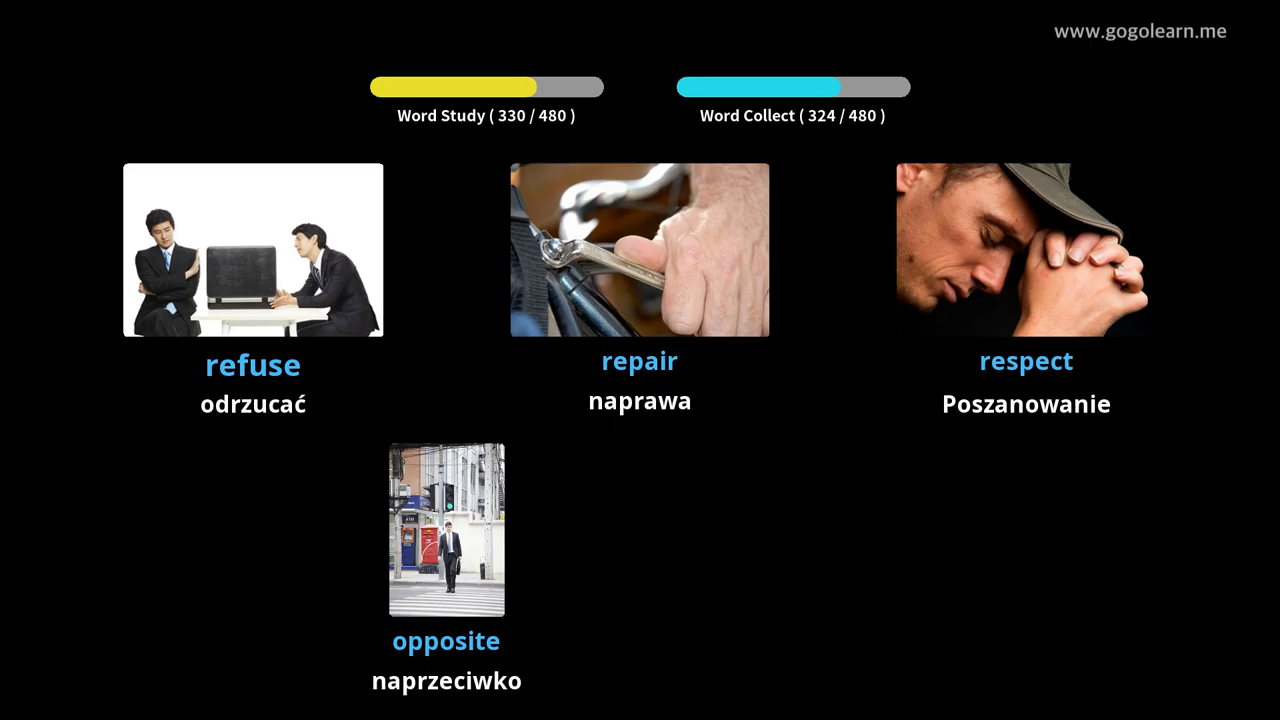 www.gogolearn.me
Word Study ( 330 / 480 )
Word Collect ( 324 / 480 )
refuse
odrzucać
repair
naprawa
respect
Poszanowanie
opposite
naprzeciwko